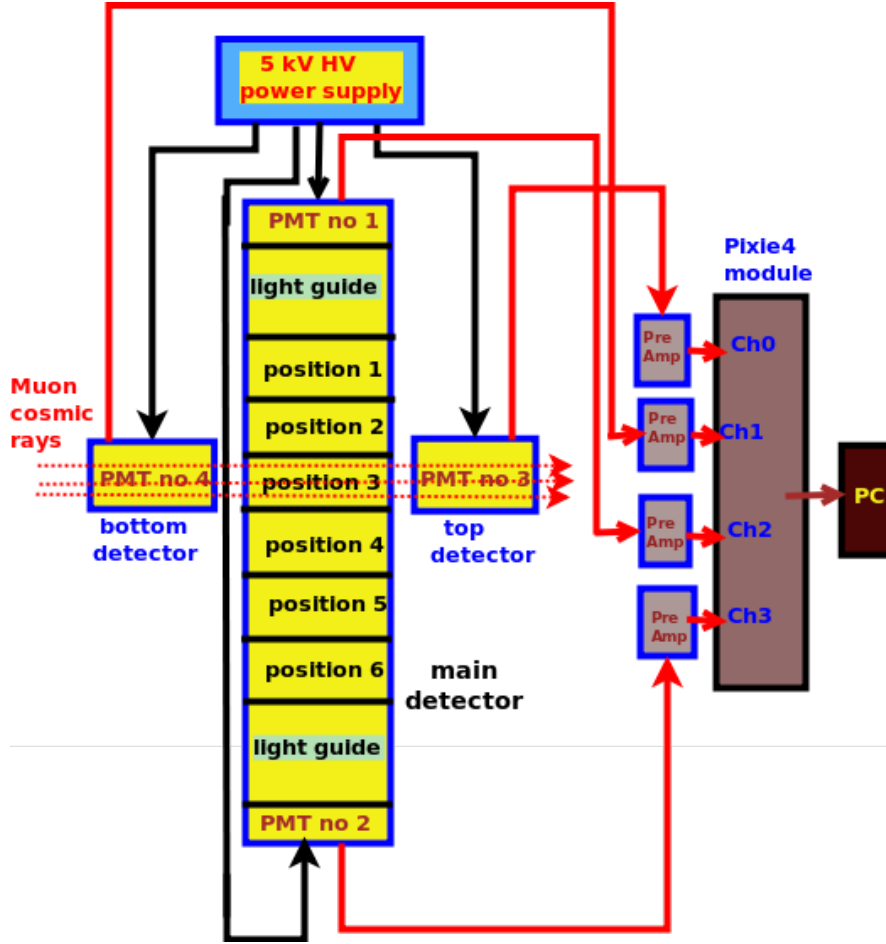 5 kV HV
power supply
PMT no 1
light guide
position 1
position 2
position 3
position 4
position 5
position 6
light guide
PMT no 2
Muon
cosmic
rays
PMT no 4
bottom
detector
PMT no 3
top
detector
main
detector
Pixie4
module
Pre
Amp
Ch0
Pre
Amp
Ch1
Pre
Amp
Ch2
Pre
Amp
Ch3
PC